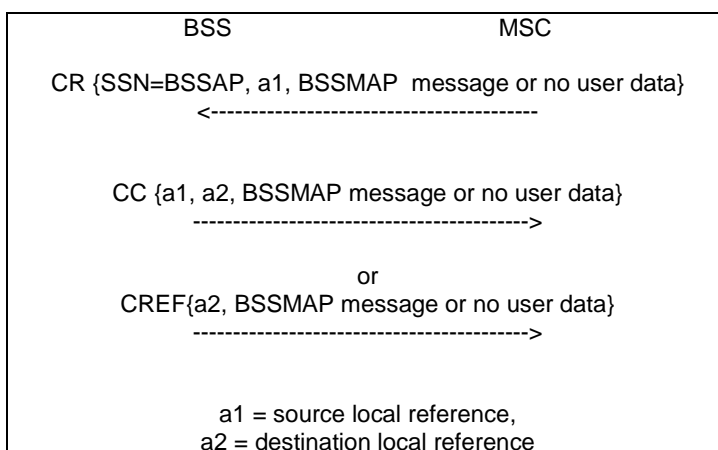 BSS MSC
CR {SSN=BSSAP, a1, BSSMAP message or no user data}
<-----------------------------------------
CC {a1, a2, BSSMAP message or no user data}
------------------------------------------>
or
CREF{a2, BSSMAP message or no user data}
------------------------------------------>
a1 = source local reference,
a2 = destination local reference